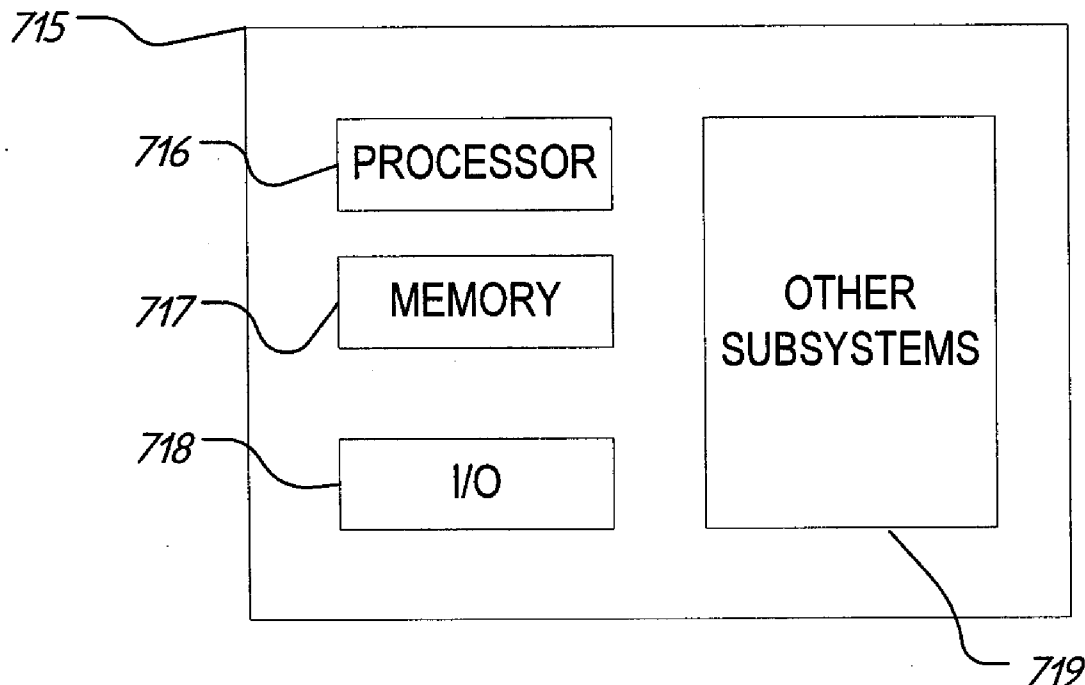 715
716
PROCESSOR
717
MEMORY
718
I/O
OTHER
SUBSYSTEMS
719